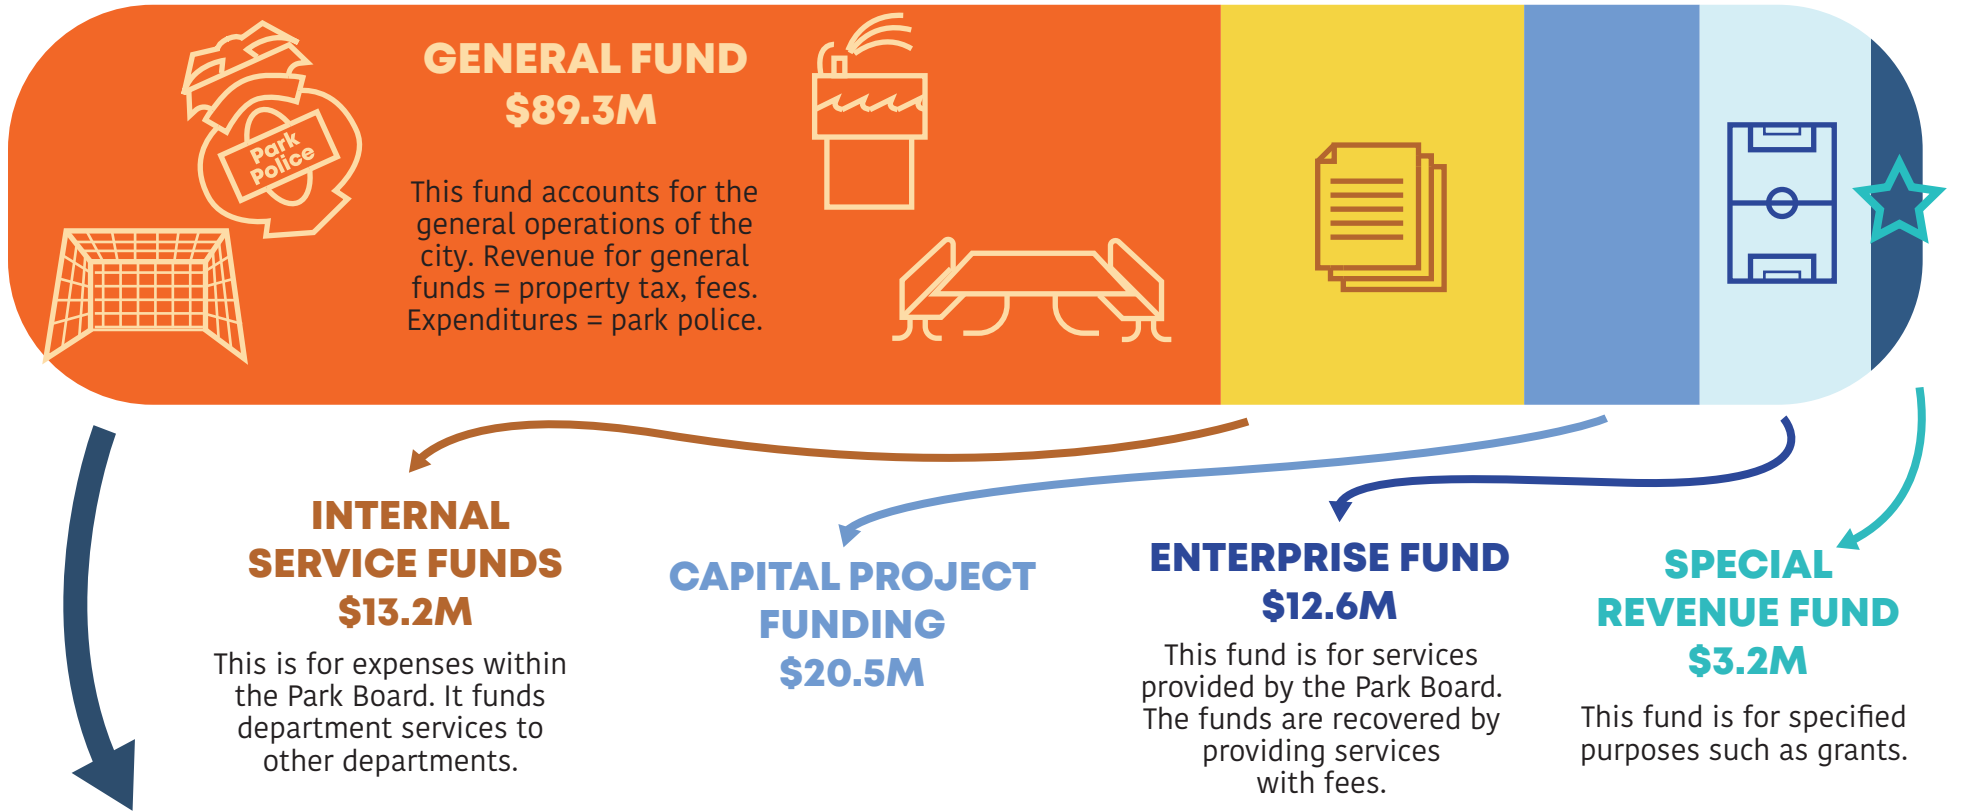 GENERAL FUND
$89.3M
Park
Police
This fund accounts for the
general operations of the
city. Revenue for general
funds = property tax, fees.
Expenditures = park police.
INTERNAL
SERVICE FUNDS
$13.2M
This is for expenses within
the Park Board. It funds
department services to
other departments.
CAPITAL PROJECT
FUNDING
$20.5M
ENTERPRISE FUND
$12.6M
This fund is for services
provided by the Park Board.
The funds are recovered by
providing services
with fees.
SPECIAL
REVENUE FUND
$3.2M
This fund is for specified
purposes such as grants.